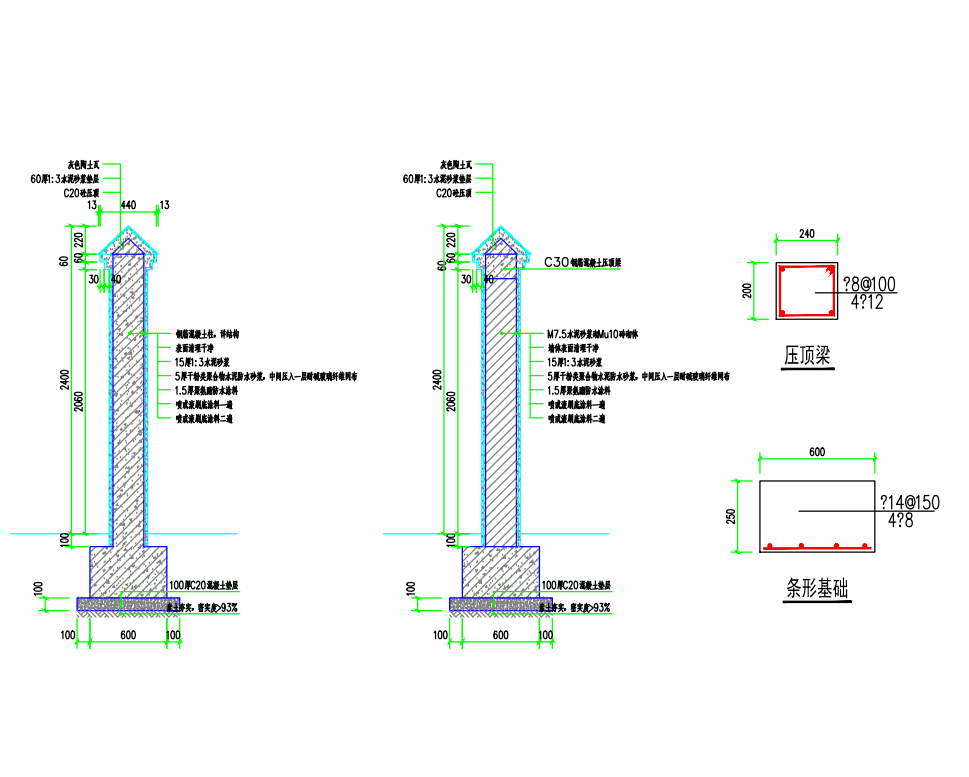 灰色陶土瓦
60厚1:3水泥砂浆垫层
C20砼压顶
13 440 13
220
60
60
30 40
钢筋混凝土柱，详结构
表面清理干净
15厚1:3水泥砂浆
5厚干粉类聚合物水泥防水砂浆，中间压入一层耐碱玻璃纤维网布
1.5厚聚氨酯防水涂料
喷或滚刷底涂料一遍
喷或滚刷底涂料二遍
2400
2060
100
100厚C20混凝土垫层
素土夯实，密实度>93%
100
100 600 100
灰色陶土瓦
60厚1:3水泥砂浆垫层
C20砼压顶
220
60
60
30 40
C30钢筋混凝土压顶梁
M7.5水泥砂浆砌Mu10砖砌体
墙体表面清理干净
15厚1:3水泥砂浆
5厚干粉类聚合物水泥防水砂浆，中间压入一层耐碱玻璃纤维网布
1.5厚聚氨酯防水涂料
喷或滚刷底涂料一遍
喷或滚刷底涂料二遍
2400
2060
100
100厚C20混凝土垫层
素土夯实，密实度>93%
100
100 600 100
240
200
?8@100
4?12
压顶梁
600
250
?14@150
4?8
条形基础